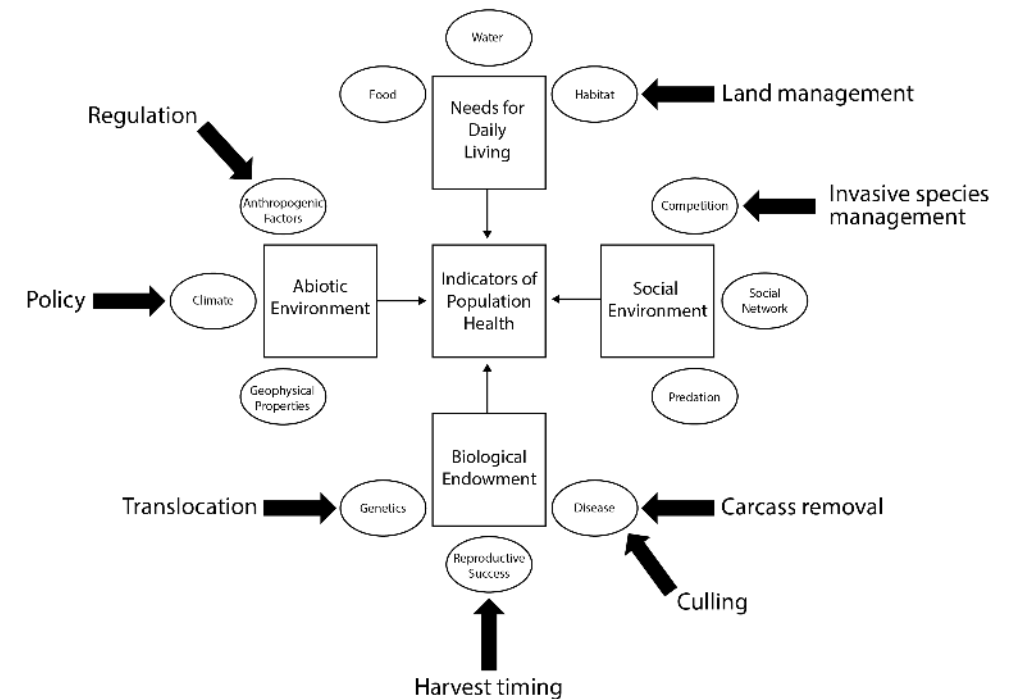 Water
Food
Habitat
Land management
Needs for
Daily
Living
Regulation
Anthropogenic
Factors
Competition
Invasive species
management
Policy
Climate
Abiotic
Environment
Indicators of
Population
Health
Social
Environment
Social
Network
Geophysical
Properties
Predation
Biological
Endowment
Translocation
Genetics
Disease
Carcass removal
Reproductive
Success
Culling
Harvest timing